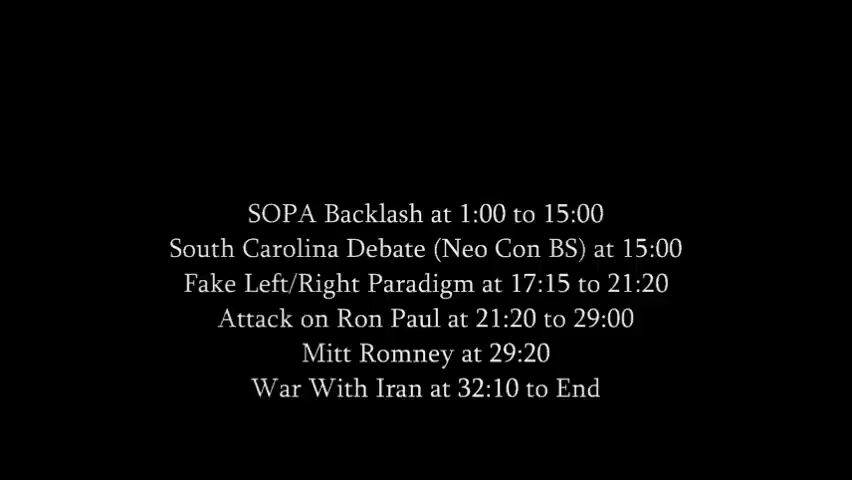 SOPA Backlash at 1:00 to 15:00
South Carolina Debate (Neo Con BS) at 15:00
Fake Left/Right Paradigm at 17:15 to 21:20
Attack on Ron Paul at 21:20 to 29:00
Mitt Romney at 29:20
War With Iran at 32:10 to End